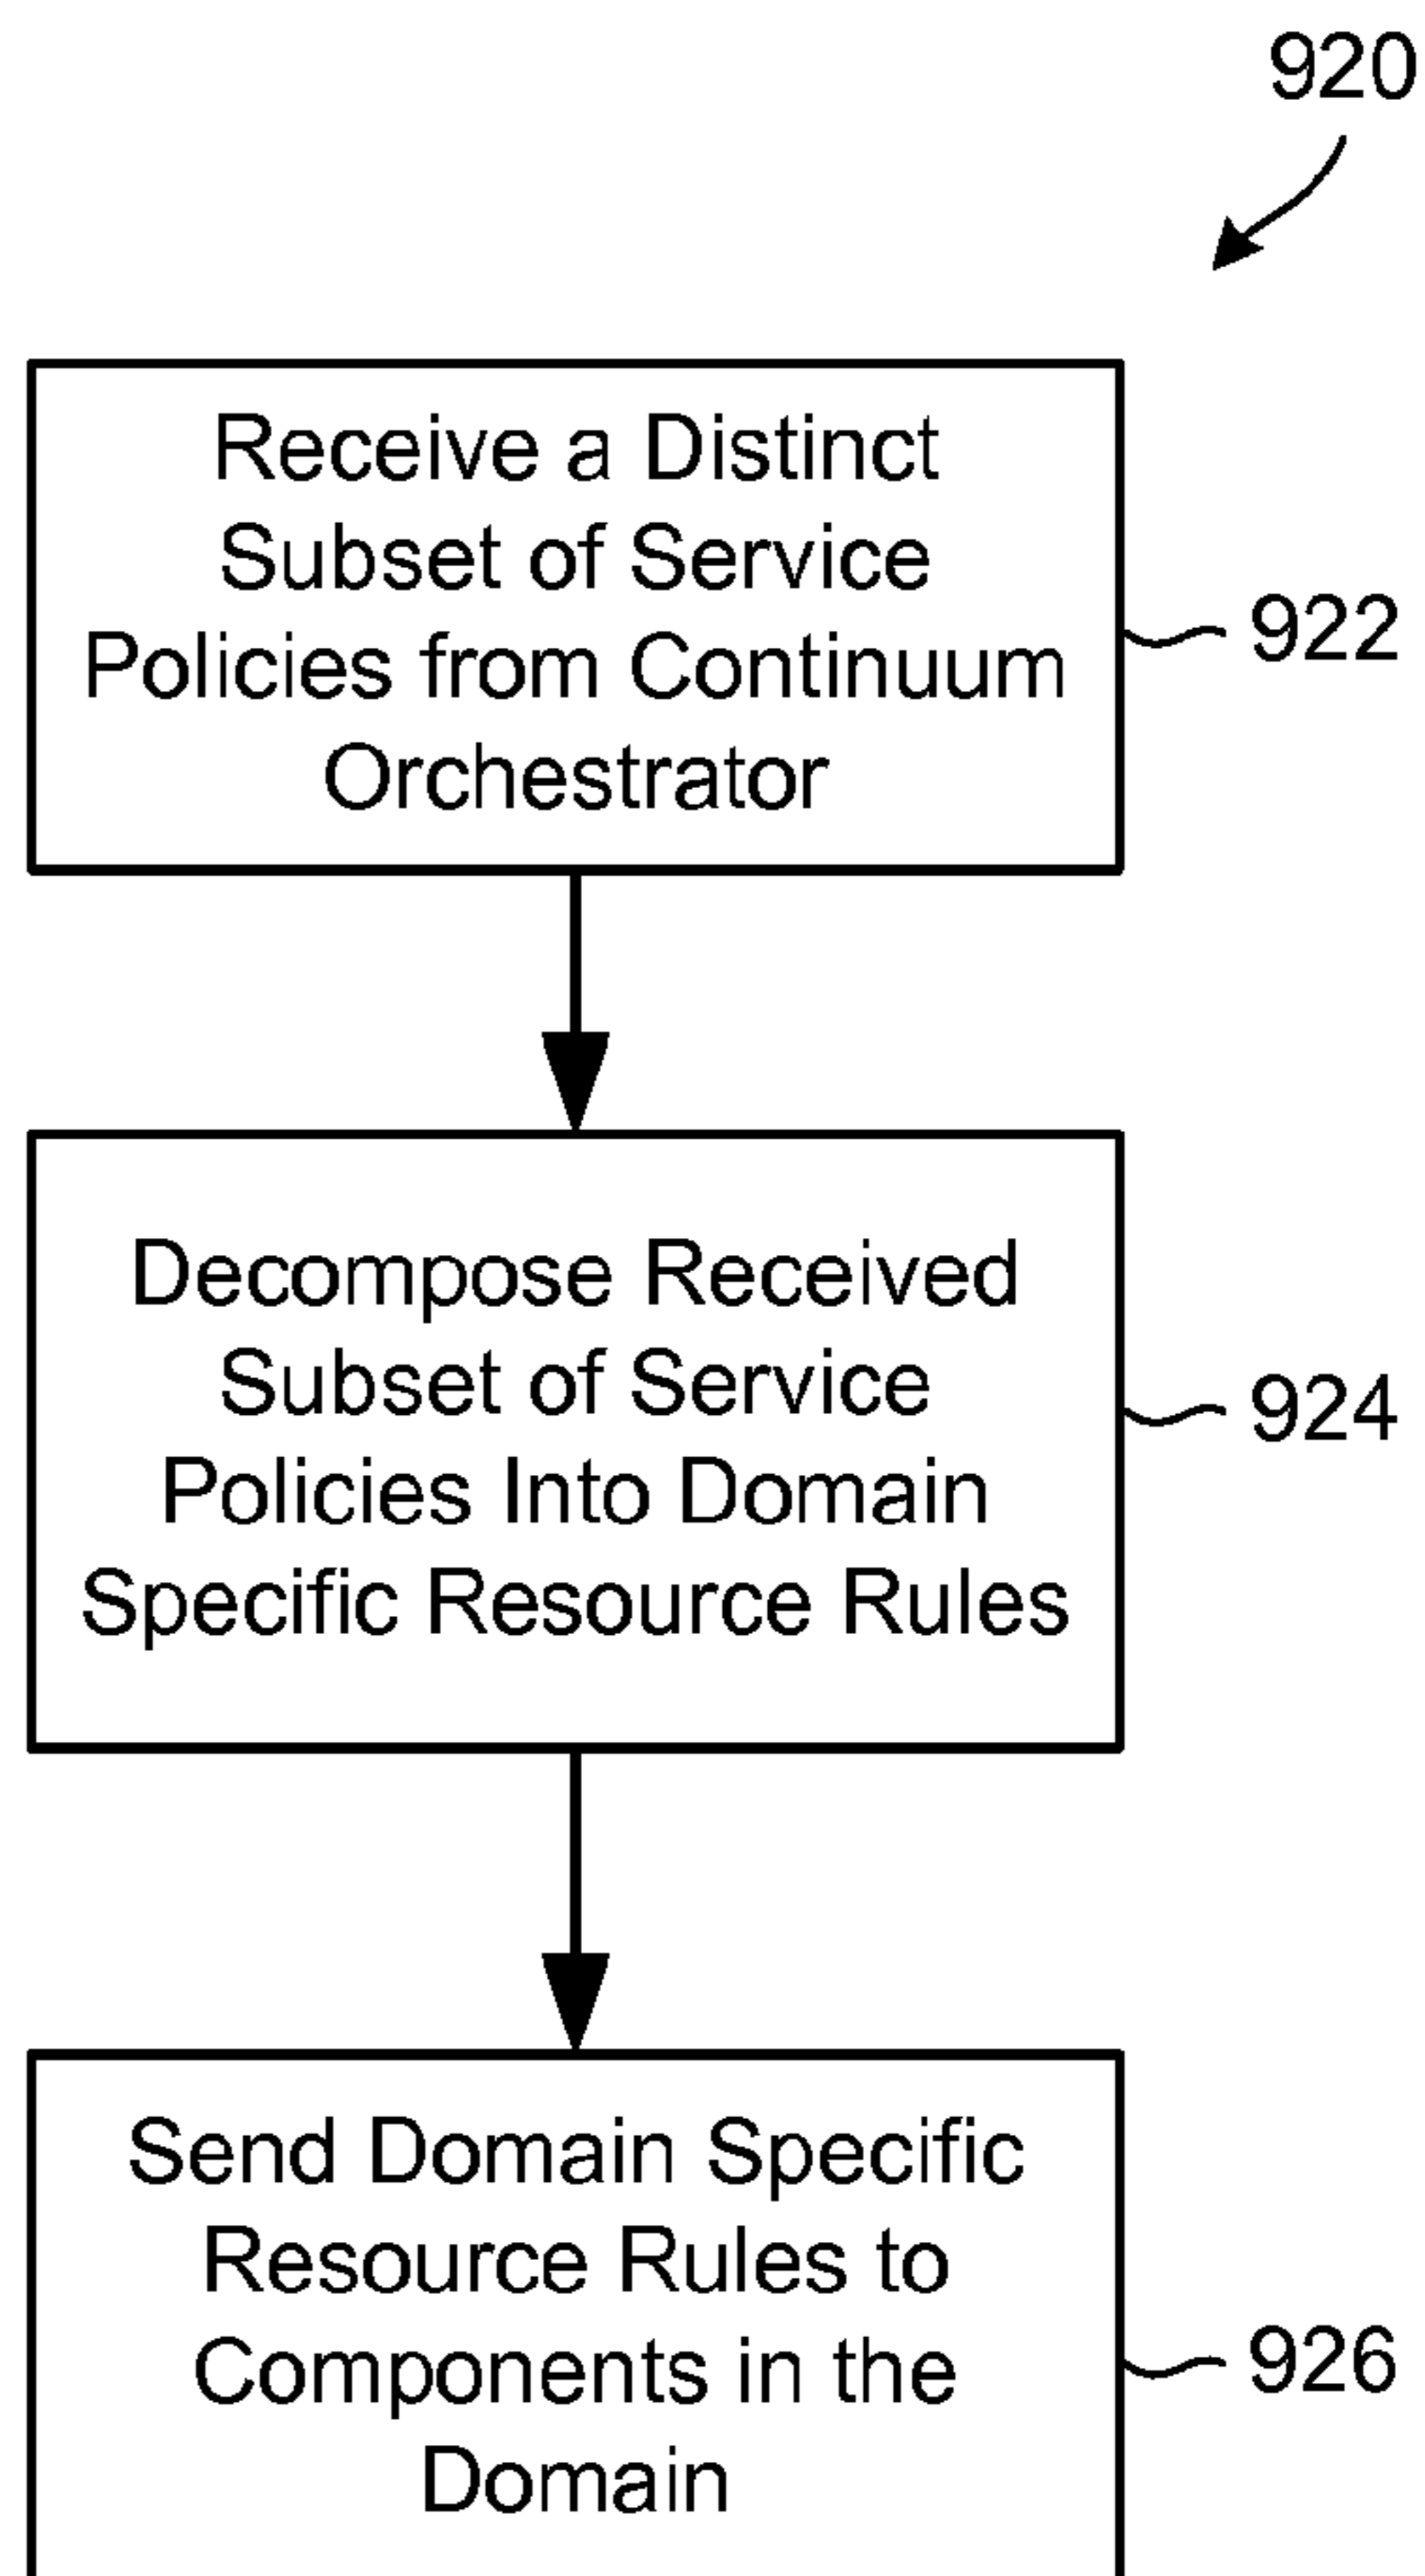 920
Receive a Distinct
Subset of Service
Policies from Continuum
Orchestrator
922
Decompose Received
Subset of Service
Policies Into Domain
Specific Resource Rules
924
Send Domain Specific
Resource Rules to
Components in the
Domain
926